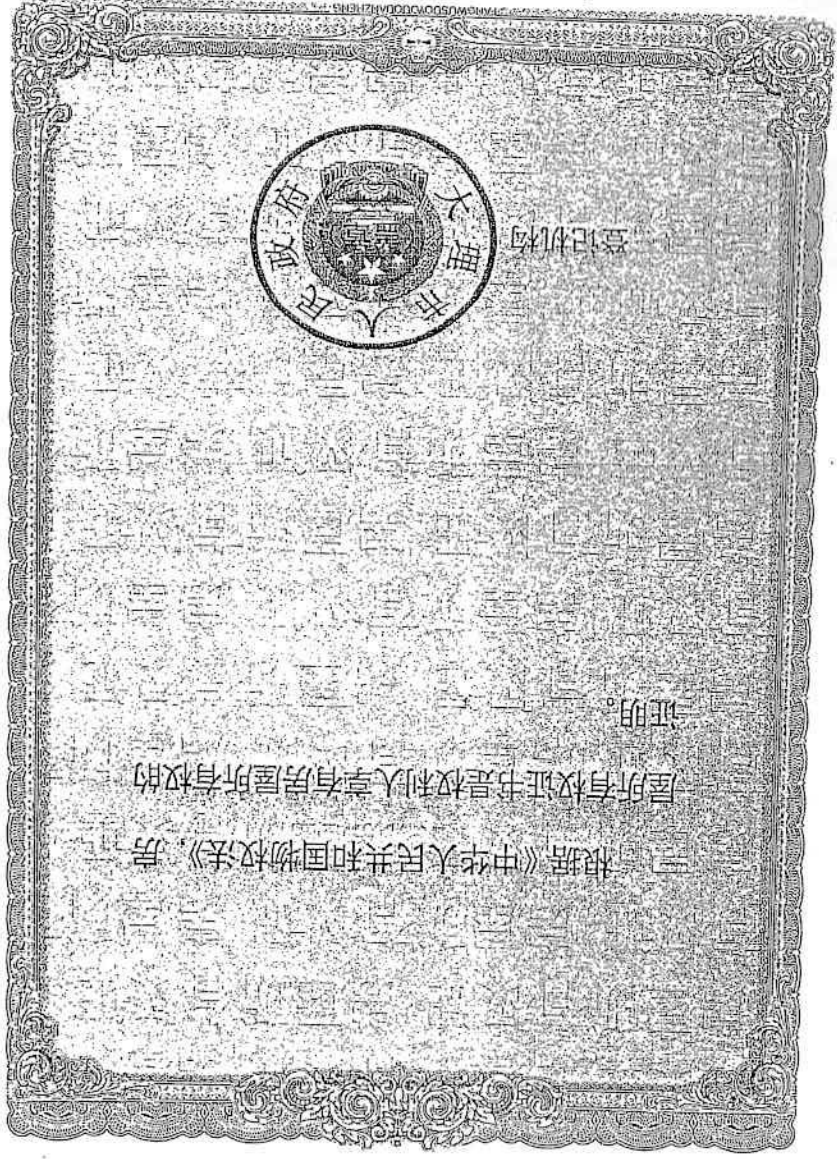 根据《中华人民共和国物权法》，房
屋所有权证书是权利人享有房屋所有权的
证明。
登记机构
大理市人民政府